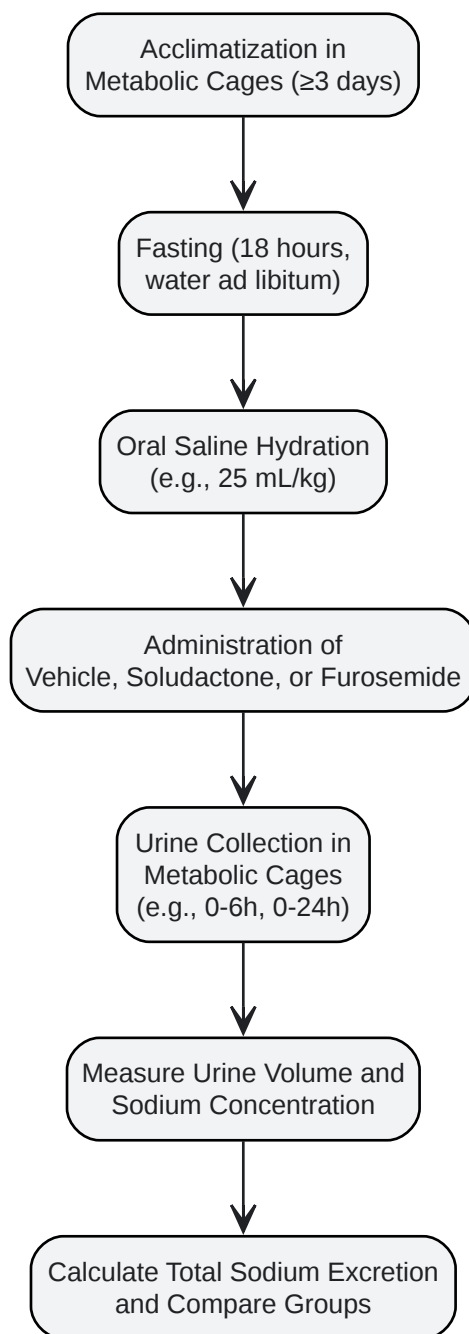 Acclimatization in
Metabolic Cages (≥3 days)
Fasting (18 hours,
water ad libitum)
Oral Saline Hydration
(e.g., 25 mL/kg)
Administration of
Vehicle, Soludactone, or Furosemide
Urine Collection in
Metabolic Cages
(e.g., 0-6h, 0-24h)
Measure Urine Volume and
Sodium Concentration
Calculate Total Sodium Excretion
and Compare Groups